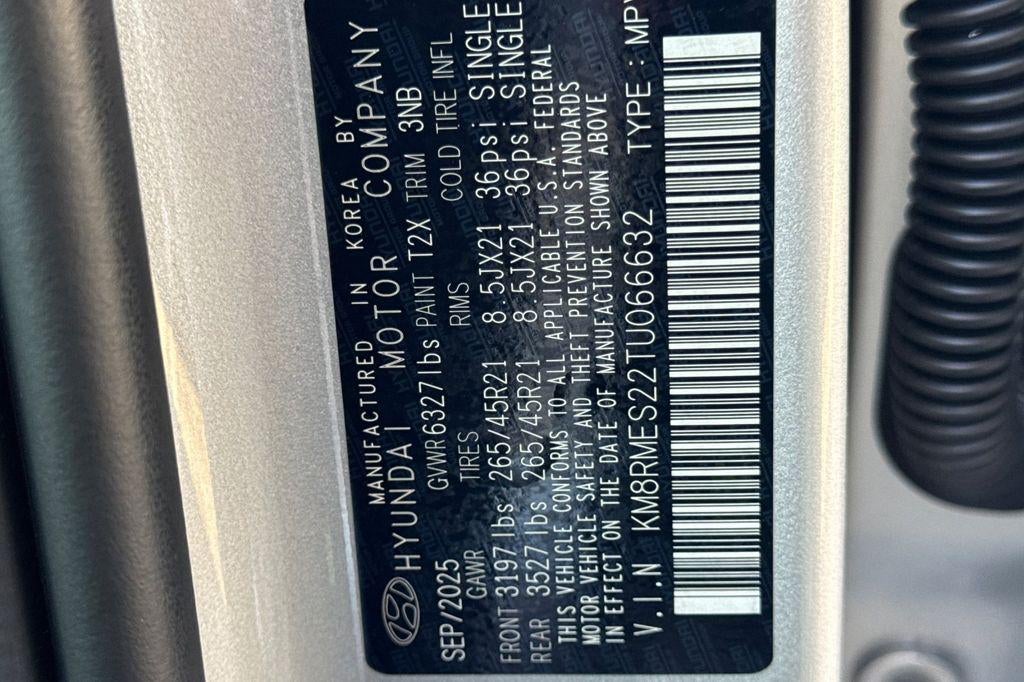 MANUFACTURED IN KOREA BY
HYUNDAI MOTOR COMPANY
SEP/2025 GVWR6327lbs PAINT T2X TRIM 3NB
GAWR TIRES RIMS COLD TIRE INFL
FRONT 3197lbs 265/45R21 8.5JX21 36psi SINGLE
REAR 3527lbs 265/45R21 8.5JX21 36psi SINGLE
THIS VEHICLE CONFORMS TO ALL APPLICABLE U.S.A. FEDERAL
MOTOR VEHICLE SAFETY AND THEFT PREVENTION STANDARDS
IN EFFECT ON THE DATE OF MANUFACTURE SHOWN ABOVE
V.I.N KM8RMES22TU066632 TYPE : MPV